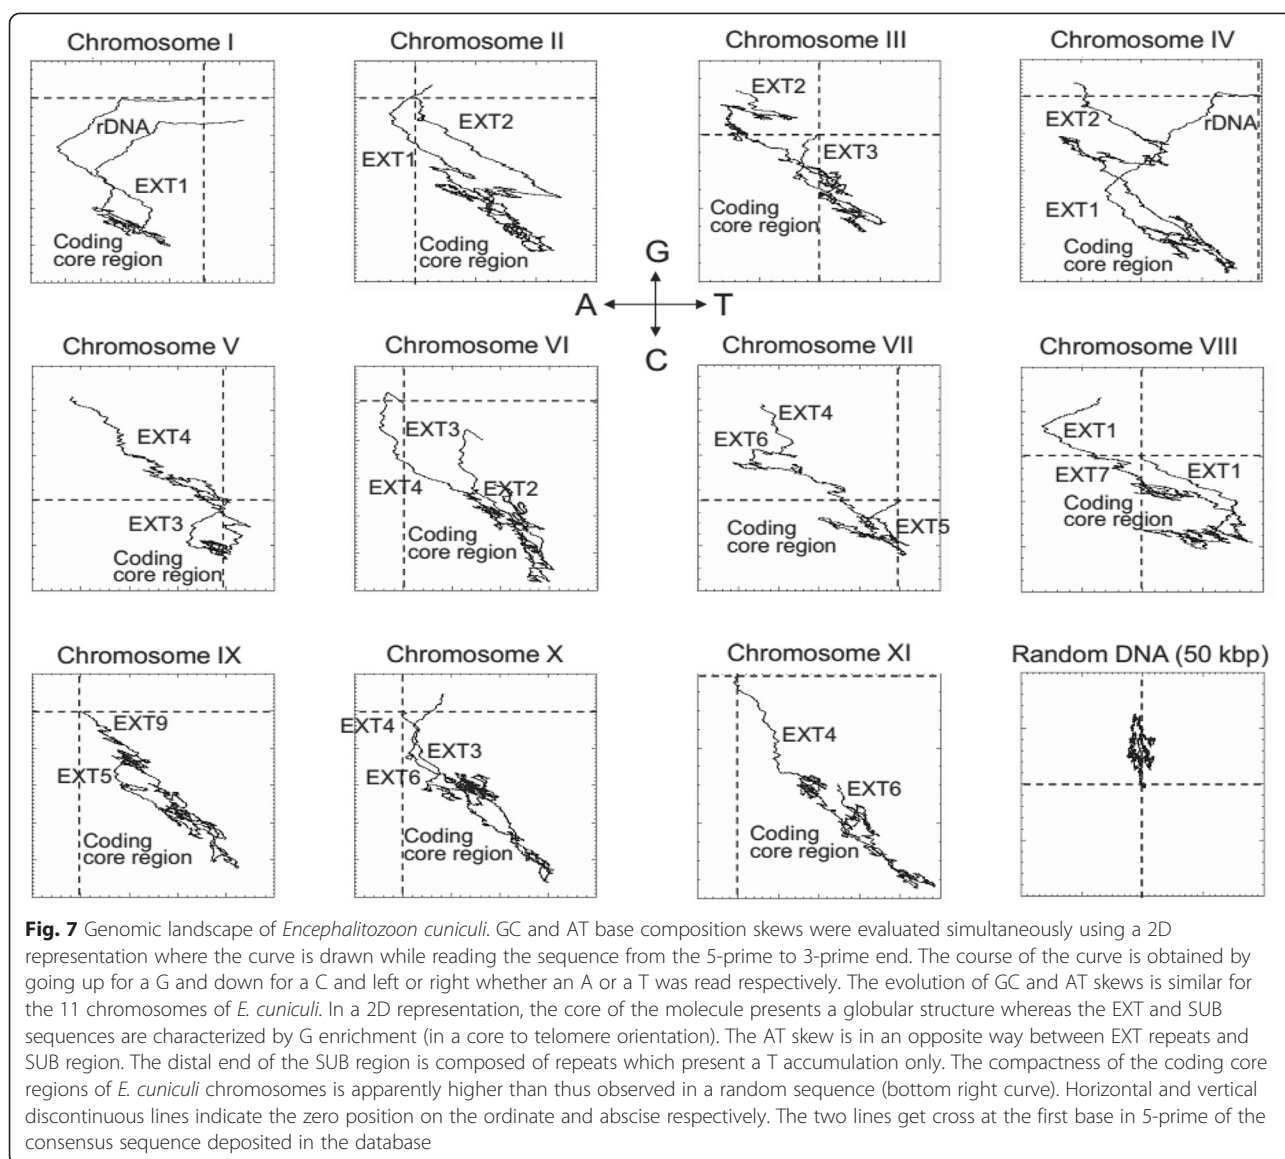 Chromosome I
Chromosome II
Chromosome III
Chromosome IV
rDNA
EXT1
Coding
core region
EXT2
EXT1
Coding
core region
EXT2
EXT3
Coding
core region
EXT2
rDNA
EXT1
Coding
core region
G
A
T
C
Chromosome V
Chromosome VI
Chromosome VII
Chromosome VIII
EXT4
EXT3
Coding
core region
EXT3
EXT4
EXT2
Coding
core region
EXT4
EXT6
EXT5
Coding
core region
EXT1
EXT7
EXT1
Coding
core region
Chromosome IX
Chromosome X
Chromosome XI
Random DNA (50 kbp)
EXT9
EXT5
Coding
core region
EXT4
EXT3
EXT6
Coding
core region
EXT4
EXT6
Coding
core region
Fig. 7 Genomic landscape of Encephalitozoon cuniculi. GC and AT base composition skews were evaluated simultaneously using a 2D
representation where the curve is drawn while reading the sequence from the 5-prime to 3-prime end. The course of the curve is obtained by
going up for a G and down for a C and left or right whether an A or a T was read respectively. The evolution of GC and AT skews is similar for
the 11 chromosomes of E. cuniculi. In a 2D representation, the core of the molecule presents a globular structure whereas the EXT and SUB
sequences are characterized by G enrichment (in a core to telomere orientation). The AT skew is in an opposite way between EXT repeats and
SUB region. The distal end of the SUB region is composed of repeats which present a T accumulation only. The compactness of the coding core
regions of E. cuniculi chromosomes is apparently higher than thus observed in a random sequence (bottom right curve). Horizontal and vertical
discontinuous lines indicate the zero position on the ordinate and abscise respectively. The two lines get cross at the first base in 5-prime of the
consensus sequence deposited in the database